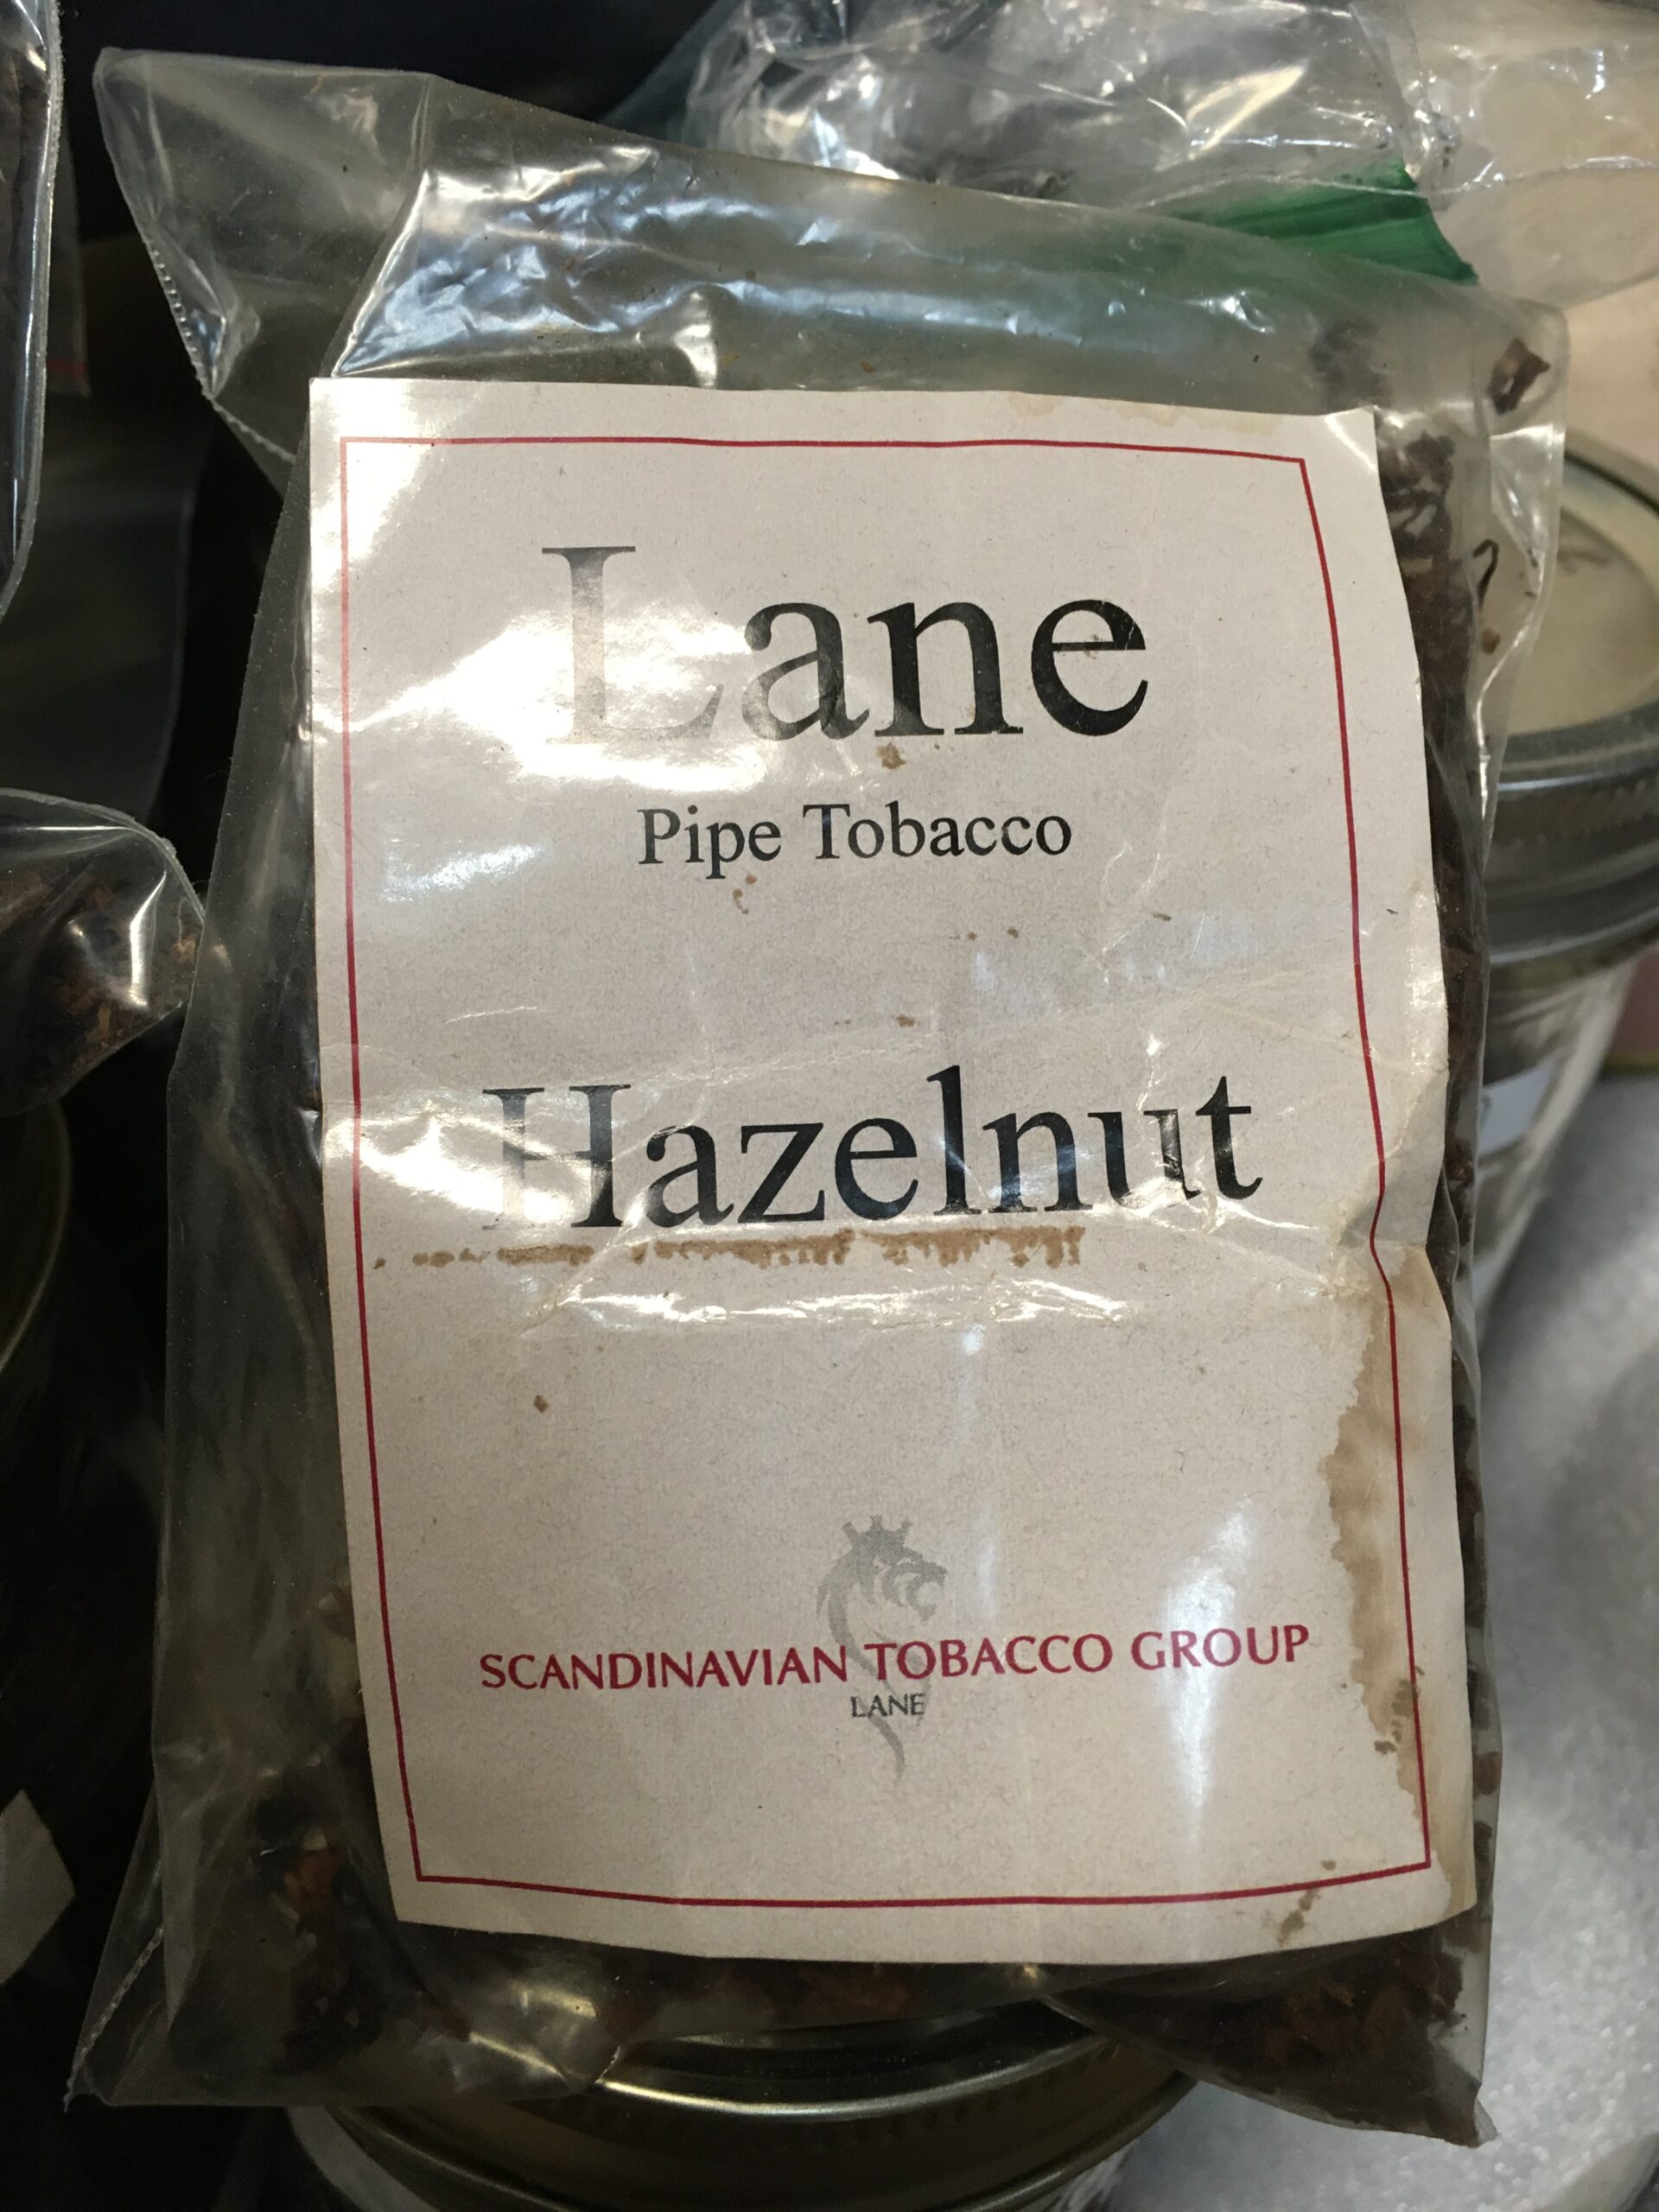 Lane
Pipe Tobacco
Hazelnut
SCANDINAVIAN TOBACCO GROUP
LANE